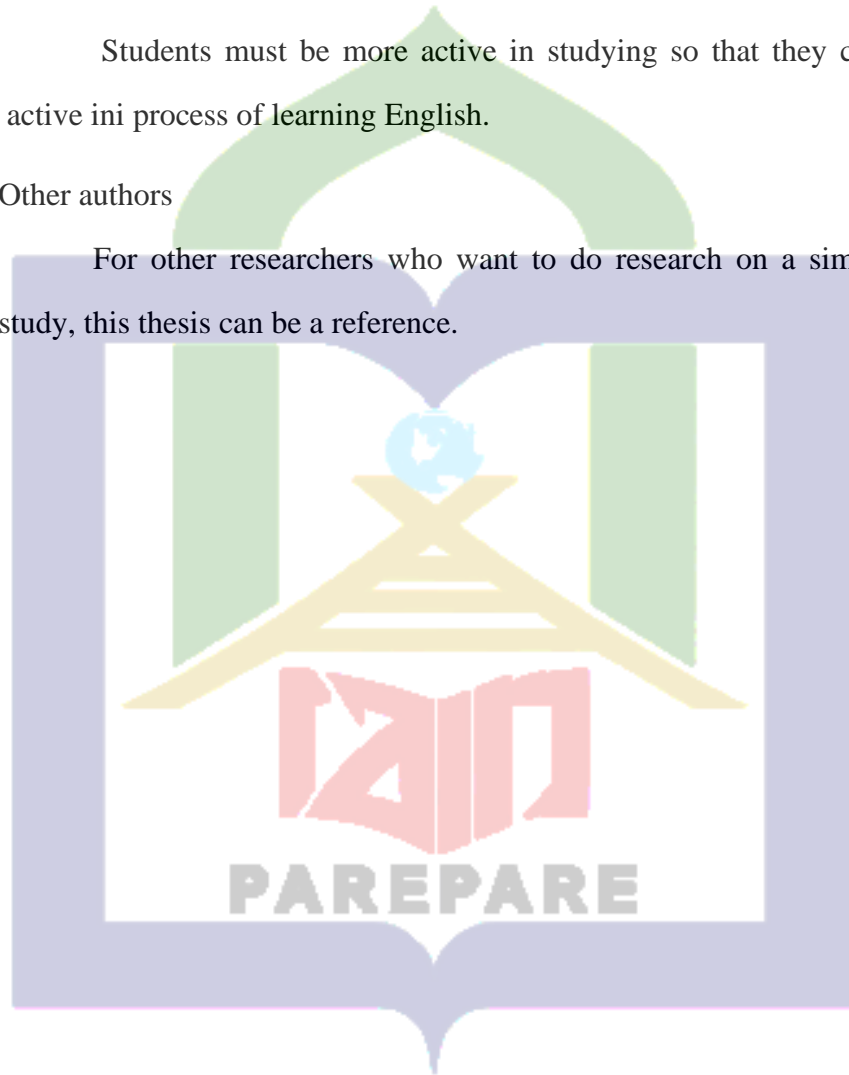 Students must be more active in studying so that they c
active ini process of learning English.
Other authors
For other researchers who want to do research on a sim
study, this thesis can be a reference.
iain
PAREPARE